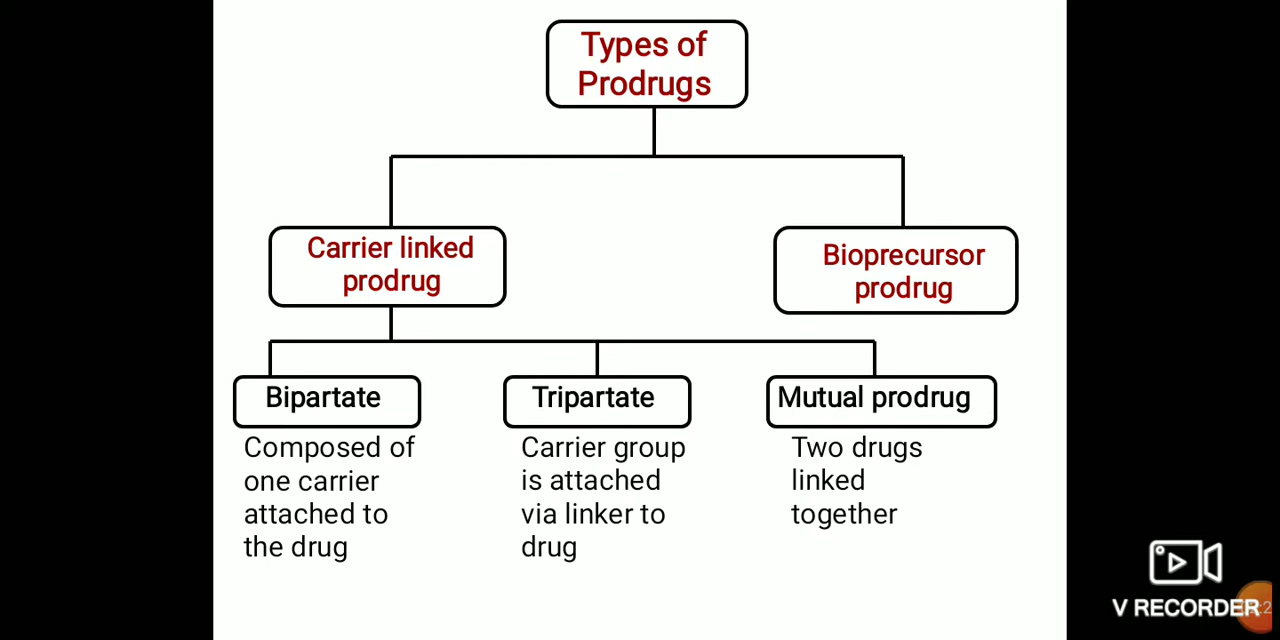 Types of
Prodrugs
Carrier linked
prodrug
Bioprecursor
prodrug
Bipartate
Tripartate
Mutual prodrug
Composed of
one carrier
attached to
the drug
Carrier group
is attached
via linker to
drug
Two drugs
linked
together
V RECORDER